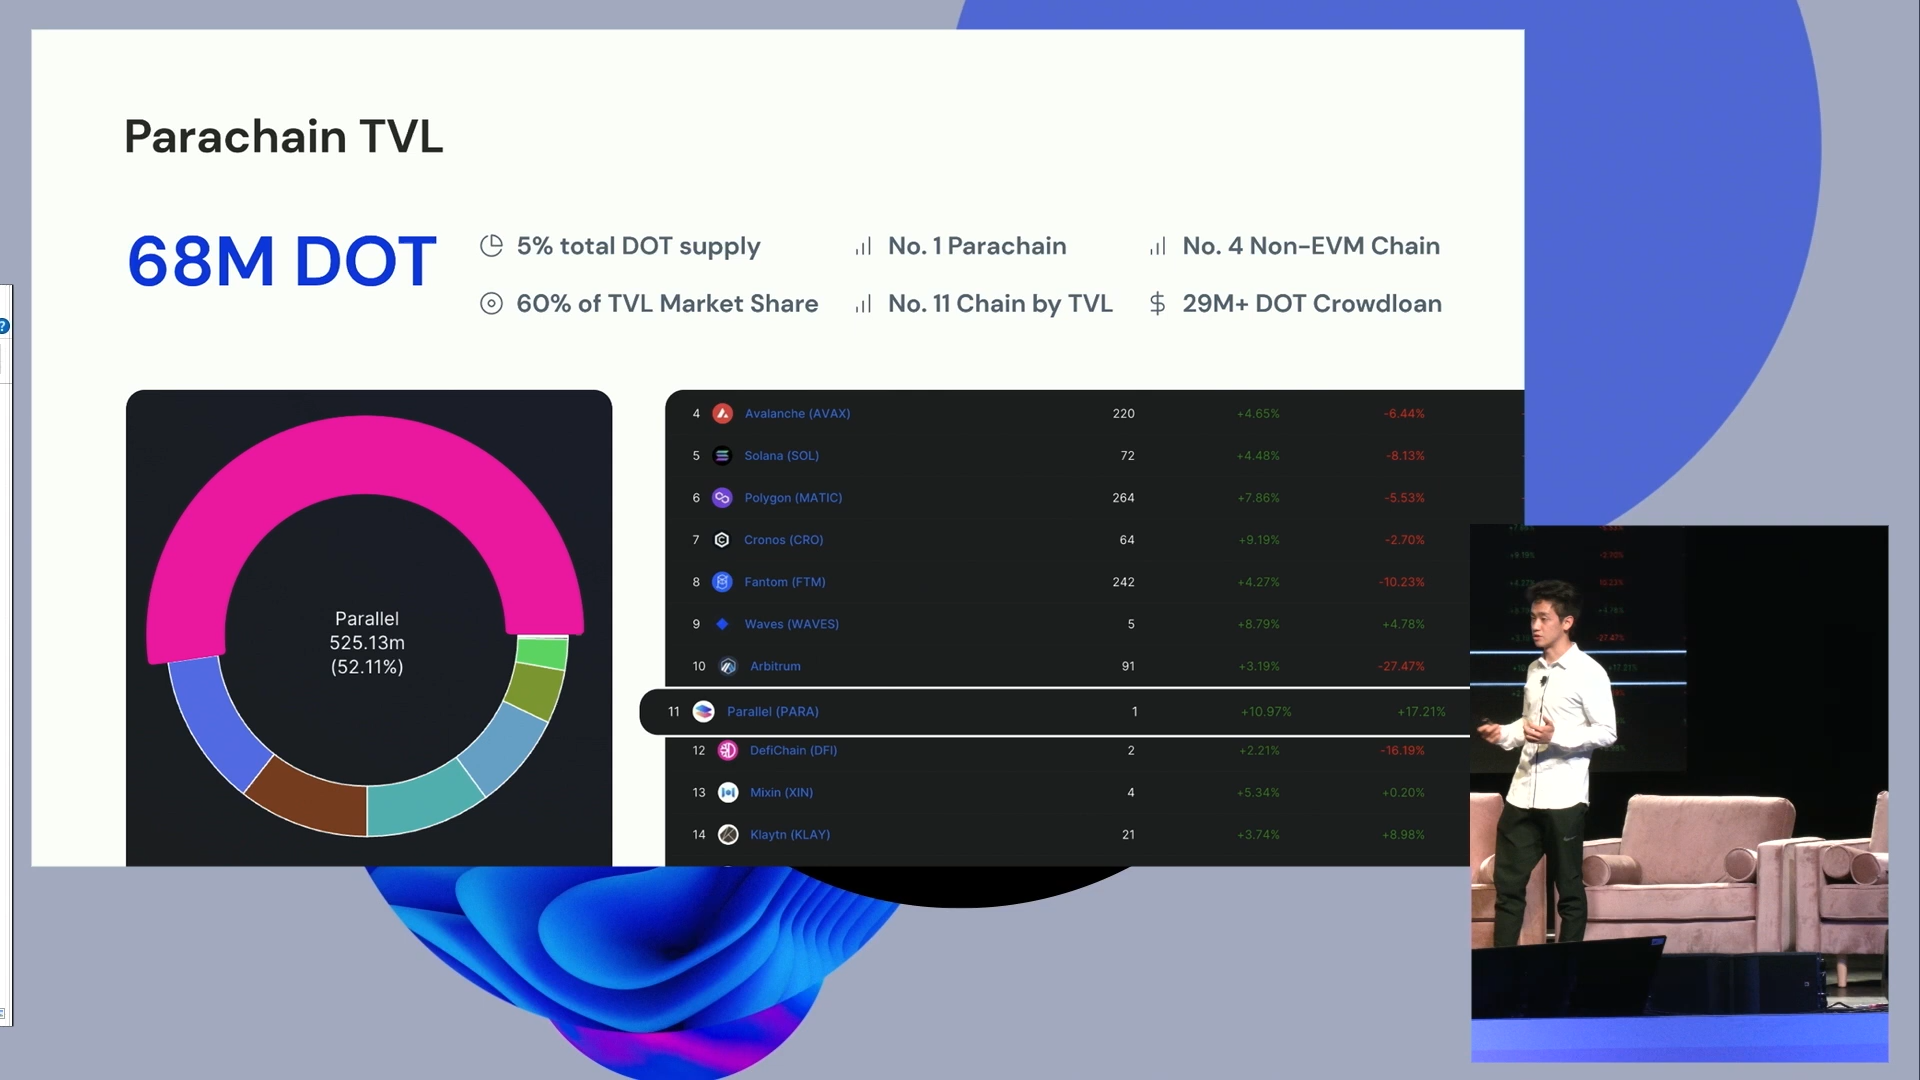 Parachain TVL
68M DOT
5% total DOT supply
No. 1 Parachain
No. 4 Non-EVM Chain
60% of TVL Market Share
No. 11 Chain by TVL
29M+ DOT Crowdloan
Parallel
525.13m
(52.11%)
4 Avalanche (AVAX) 220 +4.65% -6.44%
5 Solana (SOL) 72 +4.48% -8.13%
6 Polygon (MATIC) 264 +7.86% -5.53%
7 Cronos (CRO) 64 +9.19% -2.70%
8 Fantom (FTM) 242 +4.27% -10.23%
9 Waves (WAVES) 5 +8.79% +4.78%
10 Arbitrum 91 +3.19% -27.47%
11 Parallel (PARA) 1 +10.97% +17.21%
12 DefiChain (DFI) 2 +2.21% -16.19%
13 Mixin (XIN) 4 +5.34% +0.20%
14 Klaytn (KLAY) 21 +3.74% +8.98%